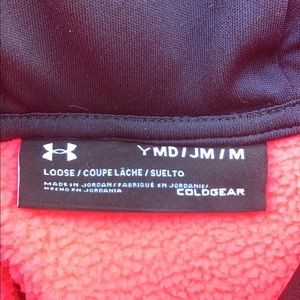 YMD/JM/M
LOOSE/COUPE LÂCHE/SUELTO
MADE IN JORDAN/FABRIQUÉ EN JORDANIE/
HECHO EN JORDANIA
COLDGEAR